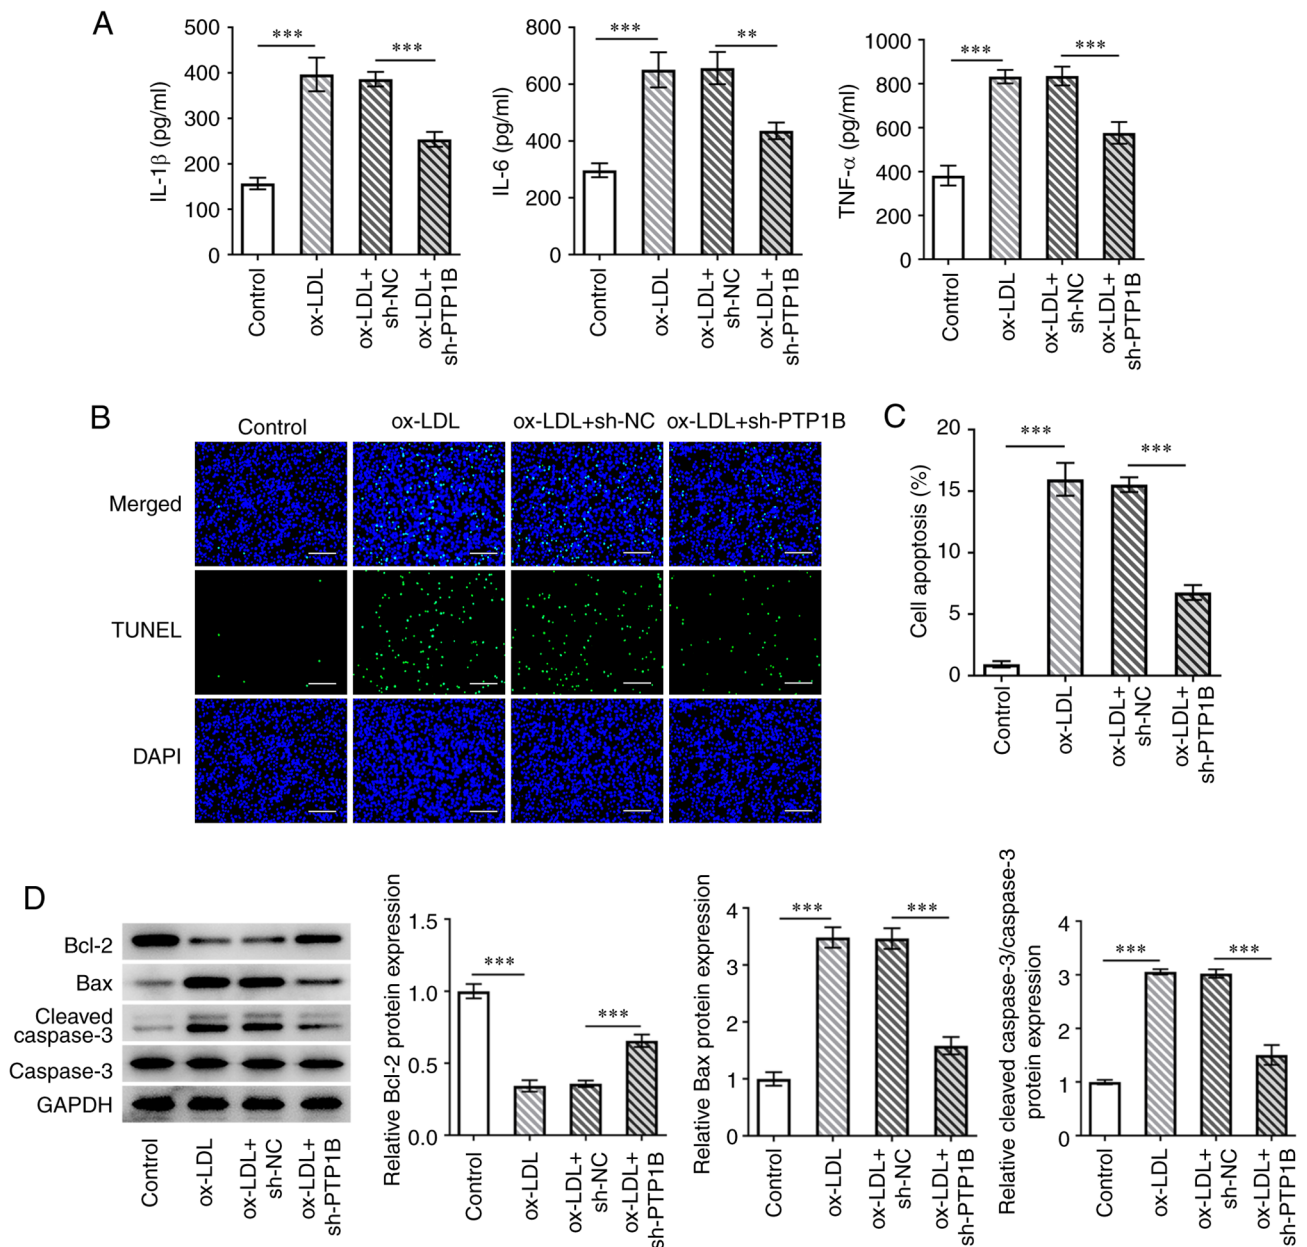 A
IL-1β (pg/ml)
500
400
300
200
100
0
***
***
Control
ox-LDL
ox-LDL+
sh-NC
ox-LDL+
sh-PTP1B
IL-6 (pg/ml)
800
600
400
200
0
***
**
Control
ox-LDL
ox-LDL+
sh-NC
ox-LDL+
sh-PTP1B
TNF-α (pg/ml)
1000
800
600
400
200
0
***
***
Control
ox-LDL
ox-LDL+
sh-NC
ox-LDL+
sh-PTP1B
B
Control
ox-LDL
ox-LDL+sh-NC
ox-LDL+sh-PTP1B
Merged
TUNEL
DAPI
C
Cell apoptosis (%)
20
15
10
5
0
***
***
Control
ox-LDL
ox-LDL+
sh-NC
ox-LDL+
sh-PTP1B
D
Bcl-2
Bax
Cleaved
caspase-3
Caspase-3
GAPDH
Control
ox-LDL
ox-LDL+
sh-NC
ox-LDL+
sh-PTP1B
Relative Bcl-2 protein expression
1.5
1.0
0.5
0.0
***
***
Control
ox-LDL
ox-LDL+
sh-NC
ox-LDL+
sh-PTP1B
Relative Bax protein expression
4
3
2
1
0
***
***
Control
ox-LDL
ox-LDL+
sh-NC
ox-LDL+
sh-PTP1B
Relative cleaved caspase-3/caspase-3
protein expression
4
3
2
1
0
***
***
Control
ox-LDL
ox-LDL+
sh-NC
ox-LDL+
sh-PTP1B